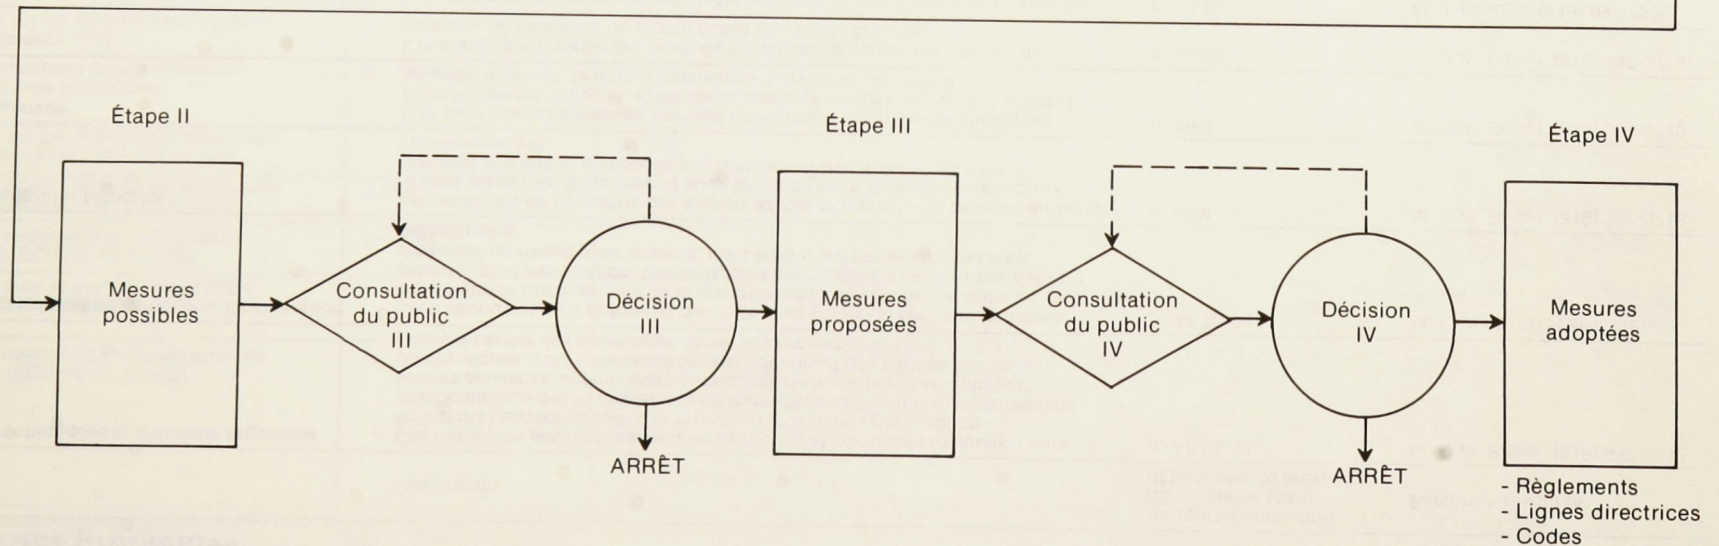 Étape II
Étape III
Étape IV
Mesures
possibles
Consultation
du public
III
Décision
III
Mesures
proposées
Consultation
du public
IV
Décision
IV
Mesures
adoptées
ARRÊT
ARRÊT
- Règlements
- Lignes directrices
- Codes